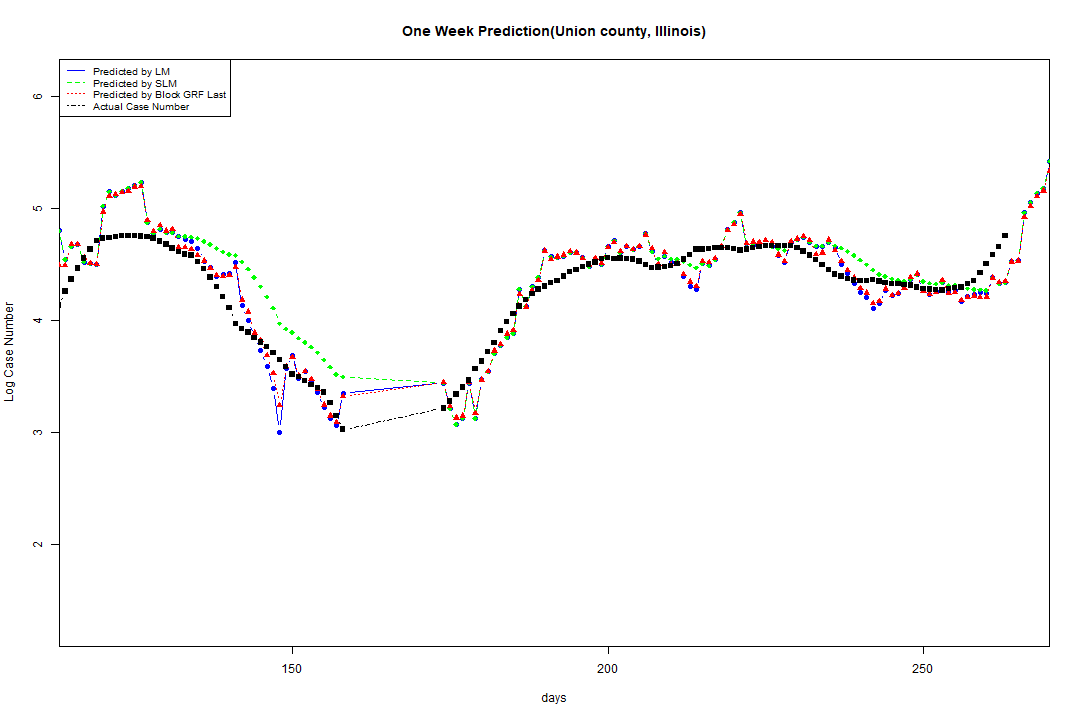 One Week Prediction(Union county, Illinois)
Predicted by LM
Predicted by SLM
Predicted by Block GRF Last
Actual Case Number
6
5
4
3
2
Log Case Number
150
200
250
days